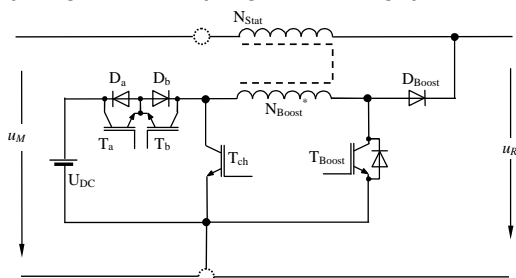 N_Stat
D_a D_b D_Boost
N_Boost *
u_M T_a T_b T_ch T_Boost u_R
U_DC